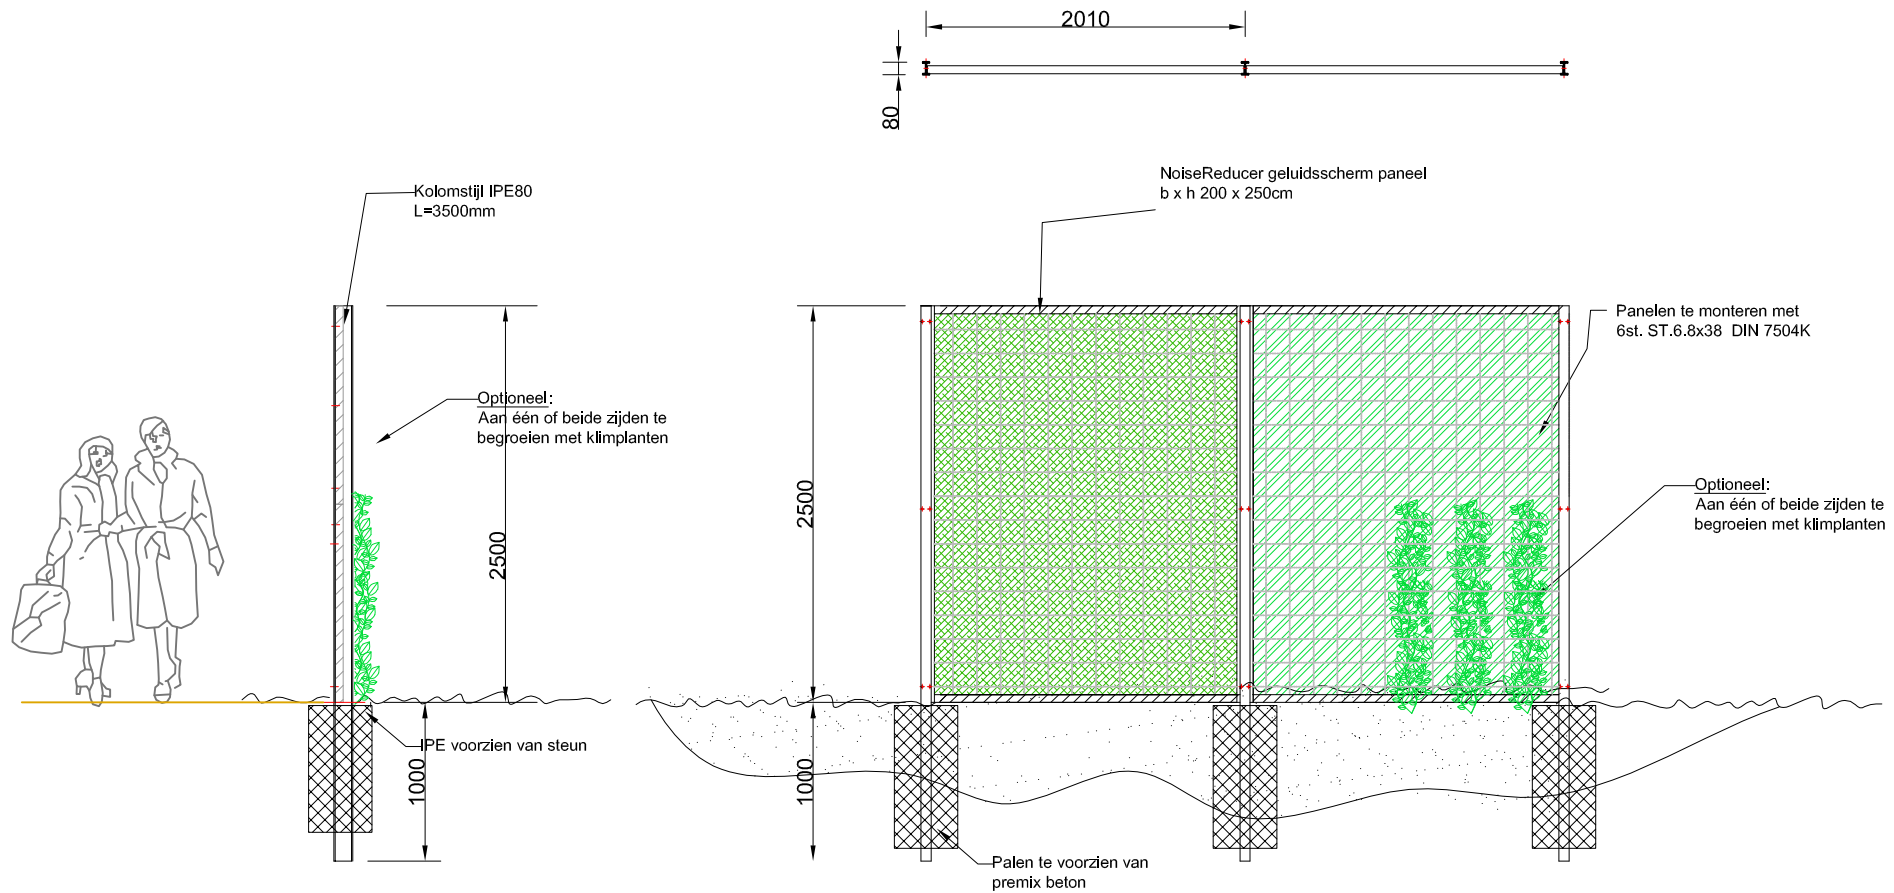 2010
80
NoiseReducer geluidsscherm paneel
b x h 200 x 250cm
Kolomstijl IPE80
L=3500mm
Panelen te monteren met
6st. ST.6.8x38 DIN 7504K
Optioneel:
Aan één of beide zijden te
begroeien met klimplanten
2500
2500
Optioneel:
Aan één of beide zijden te
begroeien met klimplanten
IPE voorzien van steun
1000
1000
Palen te voorzien van
premix beton